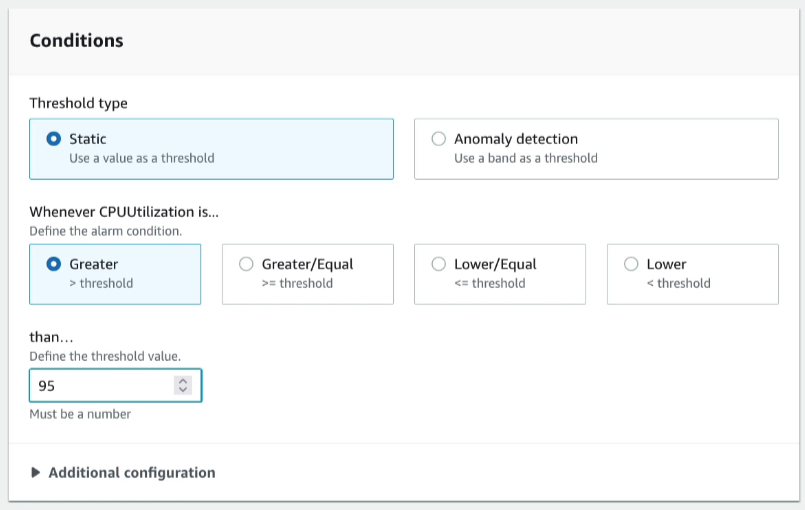 Conditions
Threshold type
Static
Use a value as a threshold
Anomaly detection
Use a band as a threshold
Whenever CPUUtilization is...
Define the alarm condition.
Greater
> threshold
Greater/Equal
>= threshold
Lower/Equal
<= threshold
Lower
< threshold
than...
Define the threshold value.
95
Must be a number
Additional configuration